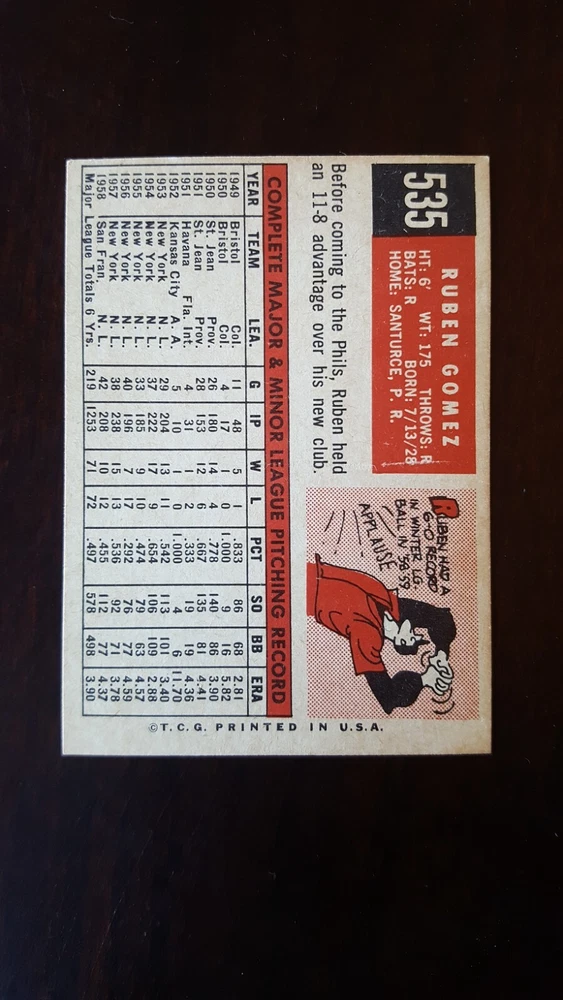 535
RUBEN GOMEZ
HT: 6' WT: 175 THROWS: R
BATS: R BORN: 7/13/28
HOME: SANTURCE, P. R.
Before coming to the Phils, Ruben held
an 11-8 advantage over his new club.
RUBEN HAD A
6-0 RECORD
IN WINTER LG.
BALL IN '58-'59
APPLAUSE
COMPLETE MAJOR & MINOR LEAGUE PITCHING RECORD
YEAR TEAM LEA. G IP W L PCT SO BB ERA
1949 Bristol Col. 11 48 5 1 .833 86 68 2.81
1950 Bristol Col. 4 17 1 0 1.000 9 16 5.82
1950 St. Jean Prov. 26 180 14 4 .778 140 86 3.90
1951 St. Jean Prov. 28 153 12 6 .667 135 81 4.41
1951 Havana Fla. Int. 4 31 1 2 .333 19 19 4.36
1952 Kansas City A. A. 5 10 1 0 1.000 4 6 11.70
1953 New York N. L. 29 204 13 11 .542 113 101 3.40
1954 New York N. L. 37 222 17 9 .654 106 109 2.88
1955 New York N. L. 33 185 9 10 .474 79 63 4.57
1956 New York N. L. 40 196 7 17 .292 76 77 4.59
1957 New York N. L. 38 238 15 13 .536 92 71 3.78
1958 San Fran. N. L. 42 208 10 12 .455 112 77 4.37
Major League Totals 6 Yrs. 219 1253 71 72 .497 578 498 3.90
©T.C.G. PRINTED IN U.S.A.